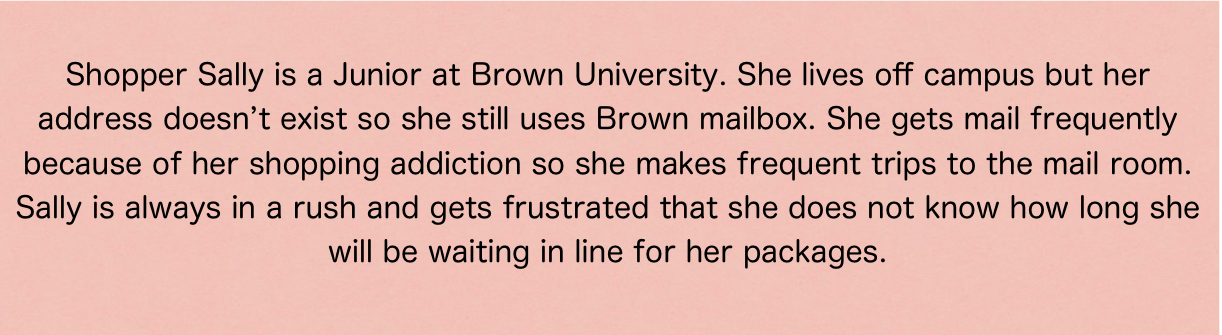 Shopper Sally is a Junior at Brown University. She lives off campus but her
address doesn’t exist so she still uses Brown mailbox. She gets mail frequently
because of her shopping addiction so she makes frequent trips to the mail room.
Sally is always in a rush and gets frustrated that she does not know how long she
will be waiting in line for her packages.